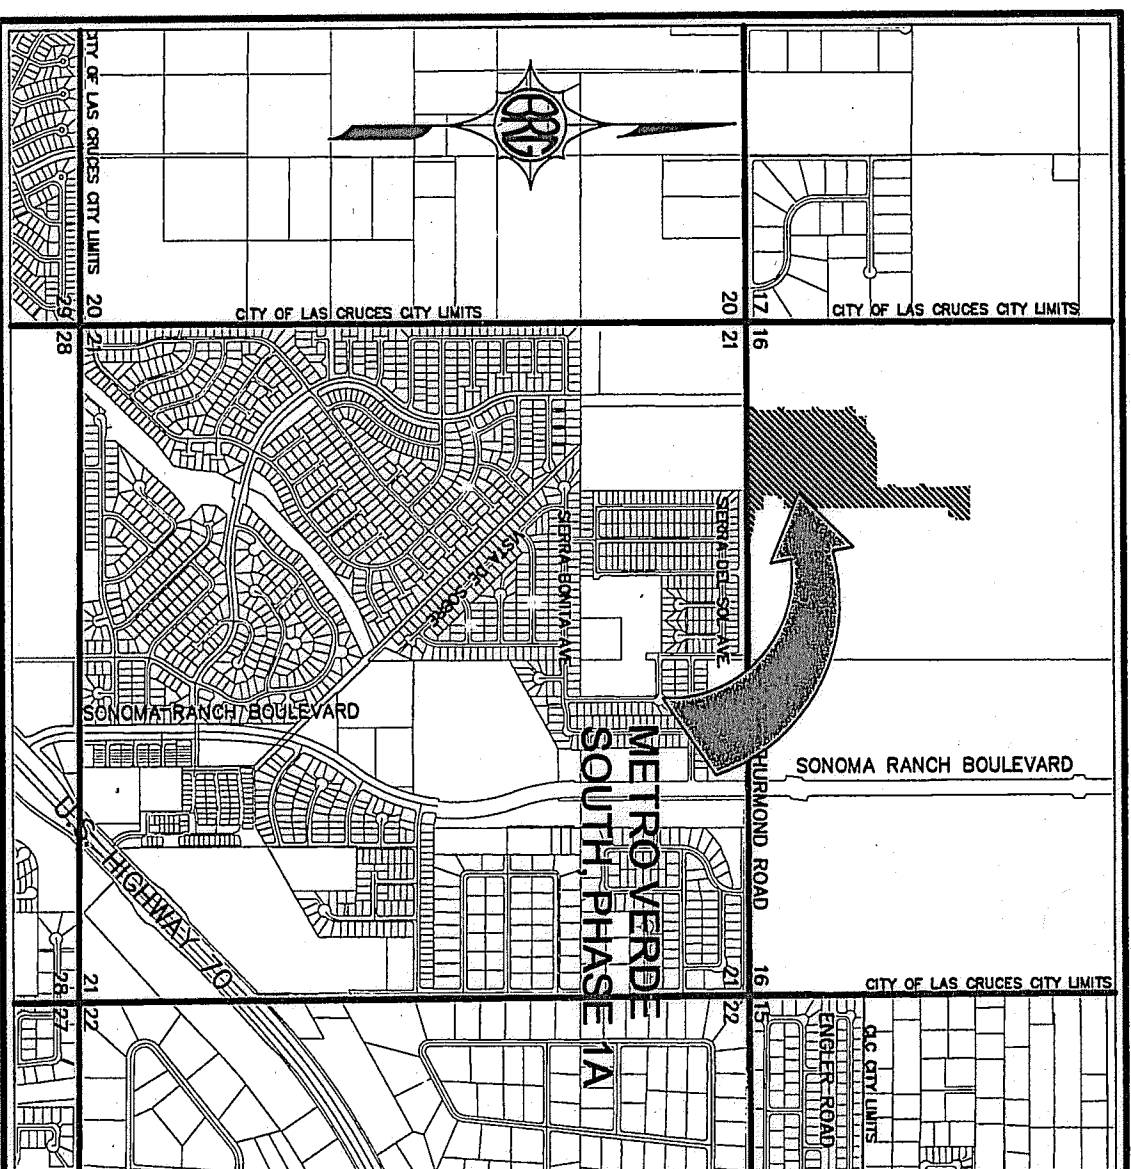 CITY OF LAS CRUCES CITY LIMITS
29
20
28
21
CITY OF LAS CRUCES CITY LIMITS
20
17
21
16
CITY OF LAS CRUCES CITY LIMITS
SIERRA DEL SOL AVE
SIERRA BONITA AVE
SONOMA RANCH BOULEVARD
SONOMA RANCH BOULEVARD
METRO VERDE
SOUTH, PHASE 1A
THURMOND ROAD
U.S. HIGHWAY 70
CITY OF LAS CRUCES CITY LIMITS
28
21
27
22
21
16
22
15
ENGLER ROAD
CLC CITY LIMITS